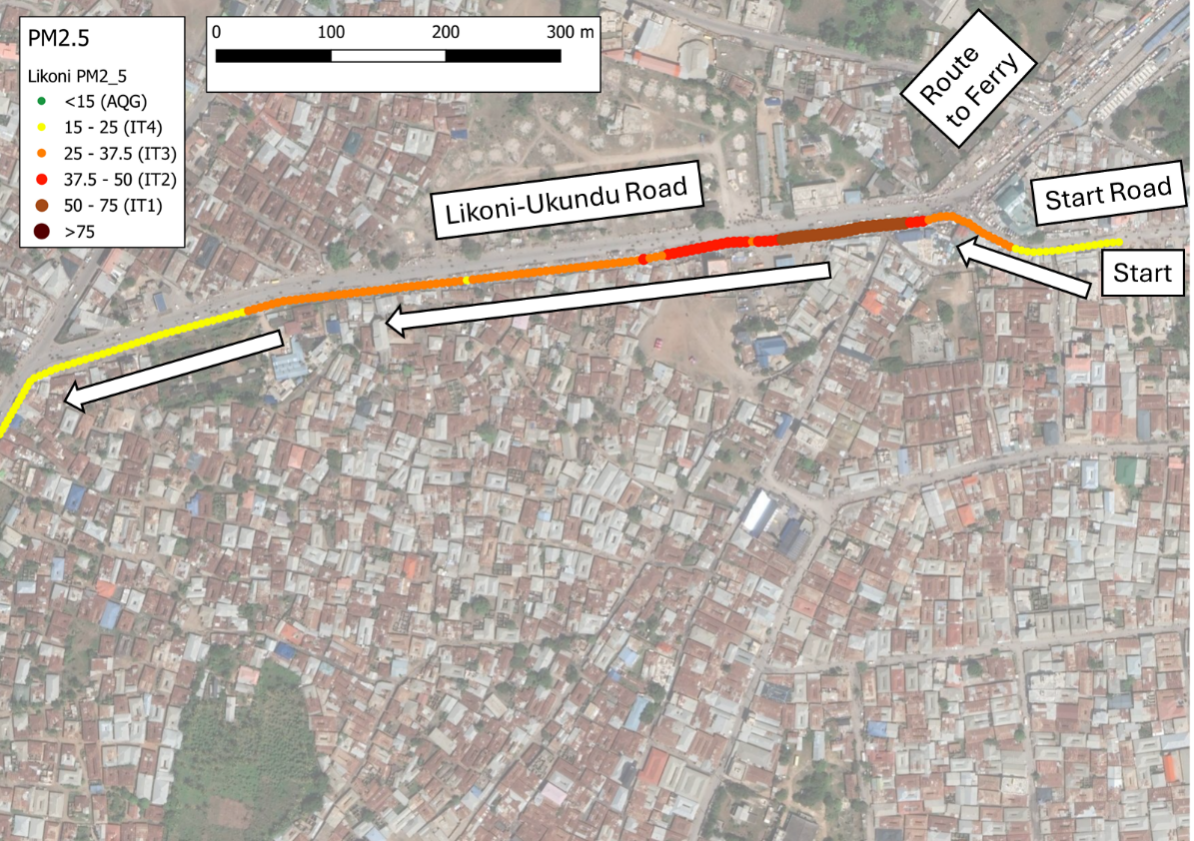 PM2.5
Likoni PM2_5
<15 (AQG)
15 - 25 (IT4)
25 - 37.5 (IT3)
37.5 - 50 (IT2)
50 - 75 (IT1)
>75
0 100 200 300 m
Route
to Ferry
Likoni-Ukundu Road
Start Road
Start